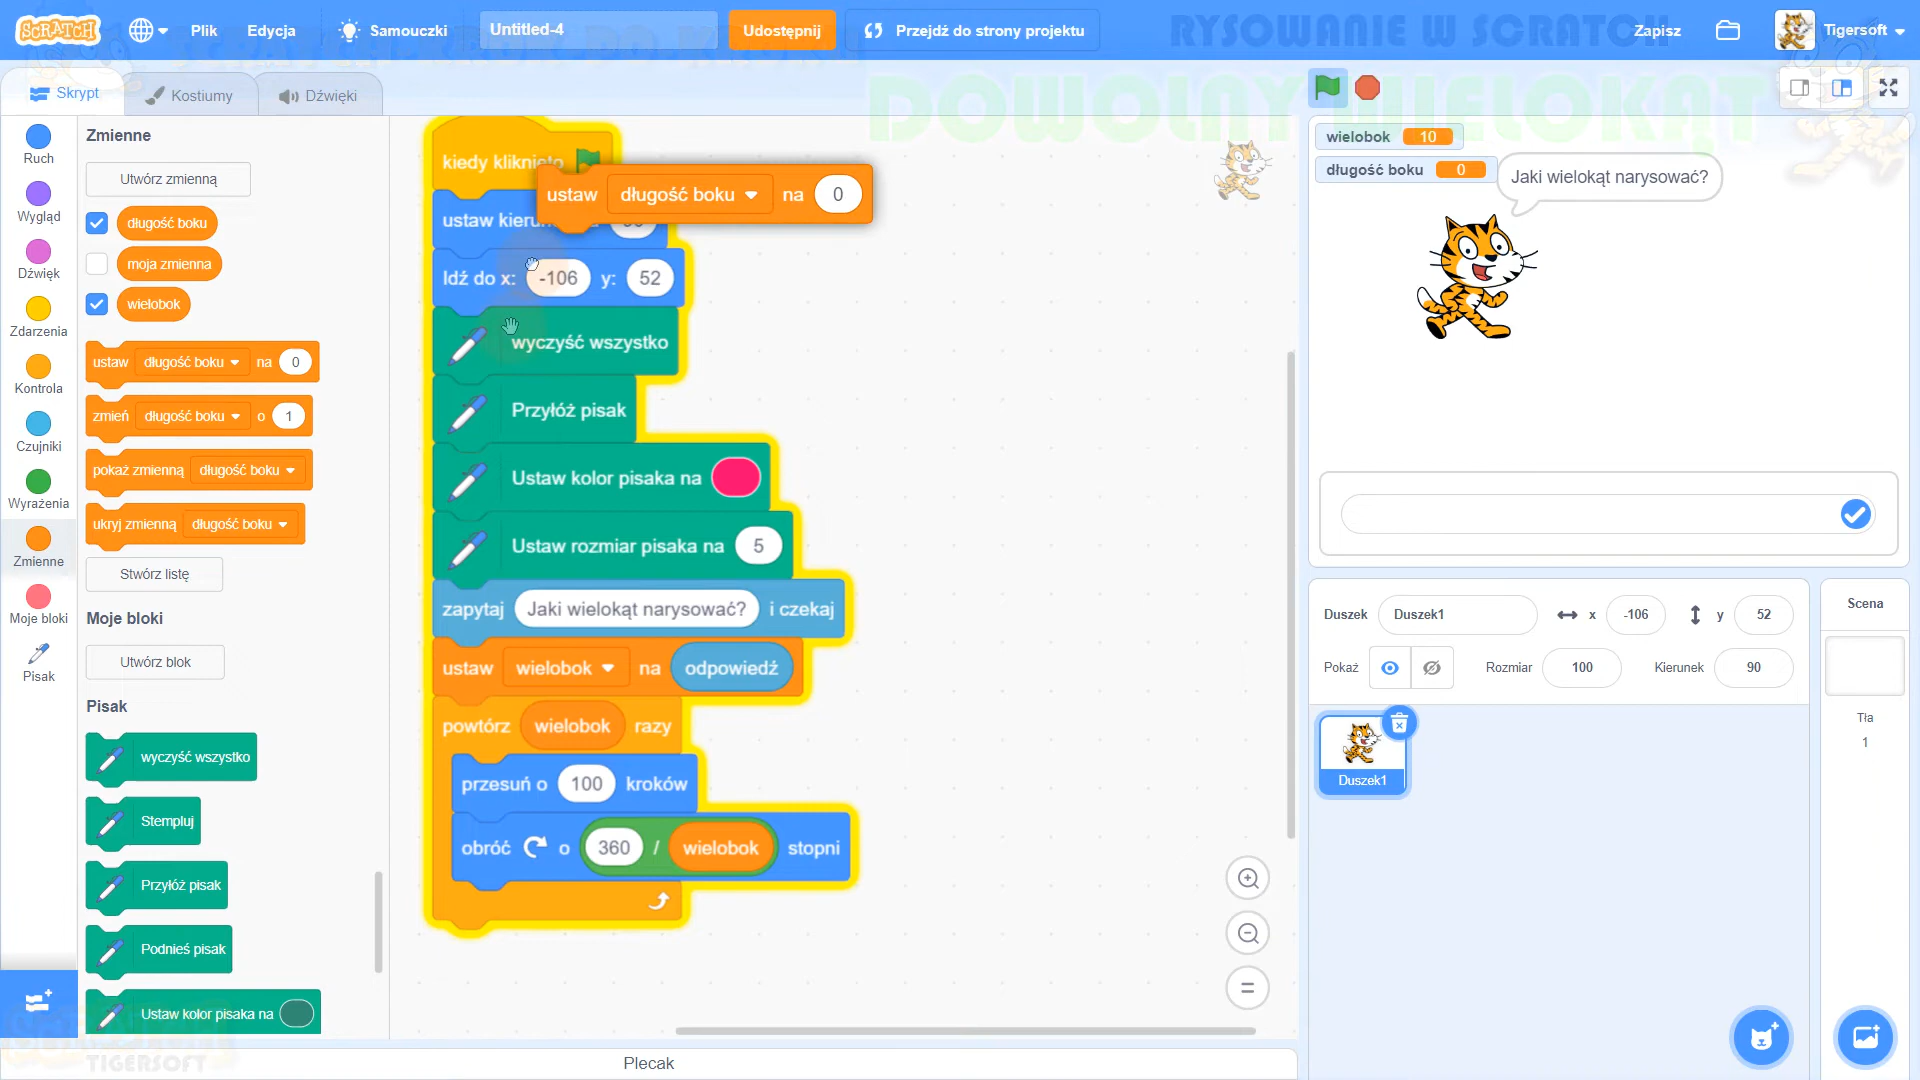 SCRATCH
Plik
Edycja
Samouczki
Untitled-4
Udostępnij
Przejdź do strony projektu
RYSOWANIE W SCRATCH
Zapisz
Tigersoft
Skrypt
Kostiumy
Dźwięki
DOWOLNY WIELOKĄT
Ruch
Wygląd
Dźwięk
Zdarzenia
Kontrola
Czujniki
Wyrażenia
Zmienne
Moje bloki
Pisak
Zmienne
Utwórz zmienną
długość boku
moja zmienna
wielobok
ustaw długość boku na 0
zmień długość boku o 1
pokaż zmienną długość boku
ukryj zmienną długość boku
Stwórz listę
Moje bloki
Utwórz blok
Pisak
wyczyść wszystko
Stempluj
Przyłóż pisak
Podnieś pisak
Ustaw kolor pisaka na
TIGERSOFT
kiedy kliknięto
ustaw długość boku na 0
Idź do x: -106 y: 52
wyczyść wszystko
Przyłóż pisak
Ustaw kolor pisaka na
Ustaw rozmiar pisaka na 5
zapytaj Jaki wielokąt narysować? i czekaj
ustaw wielobok na odpowiedź
powtórz wielobok razy
przesuń o 100 kroków
obróć o 360 / wielobok stopni
Plecak
wielobok 10
długość boku 0
Jaki wielokąt narysować?
Duszek Duszek1 x -106 y 52
Pokaż Rozmiar 100 Kierunek 90
Duszek1
Scena
Tła
1